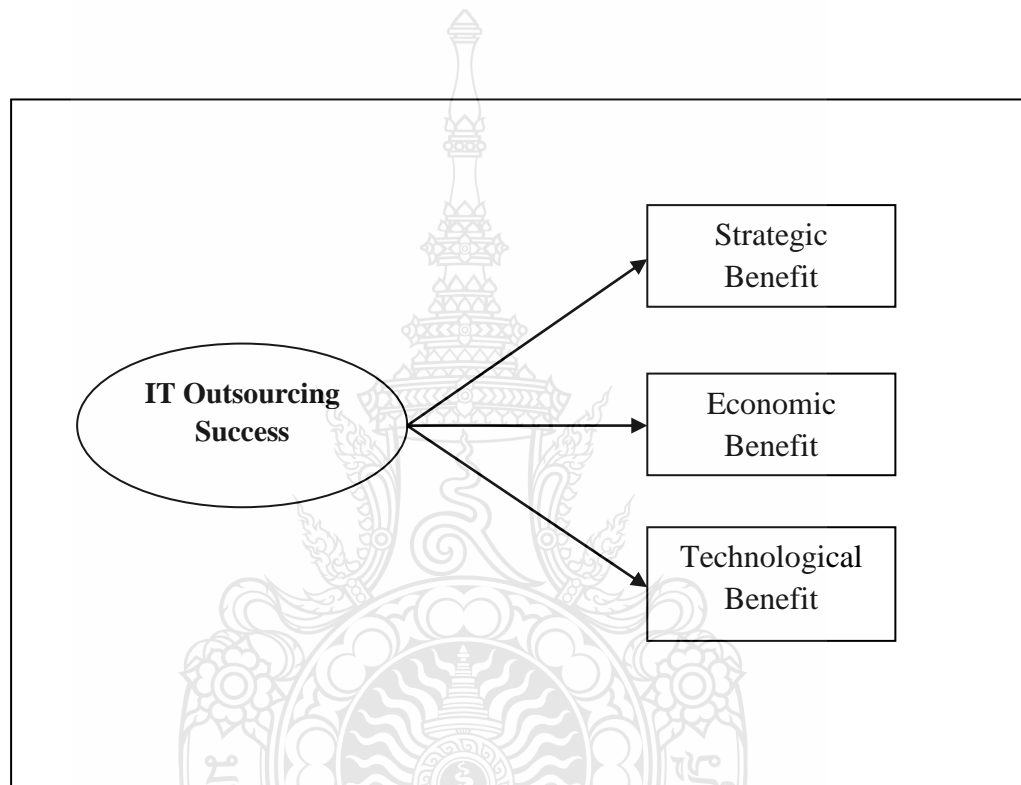 Strategic
Benefit
IT Outsourcing
Success
Economic
Benefit
Technological
Benefit